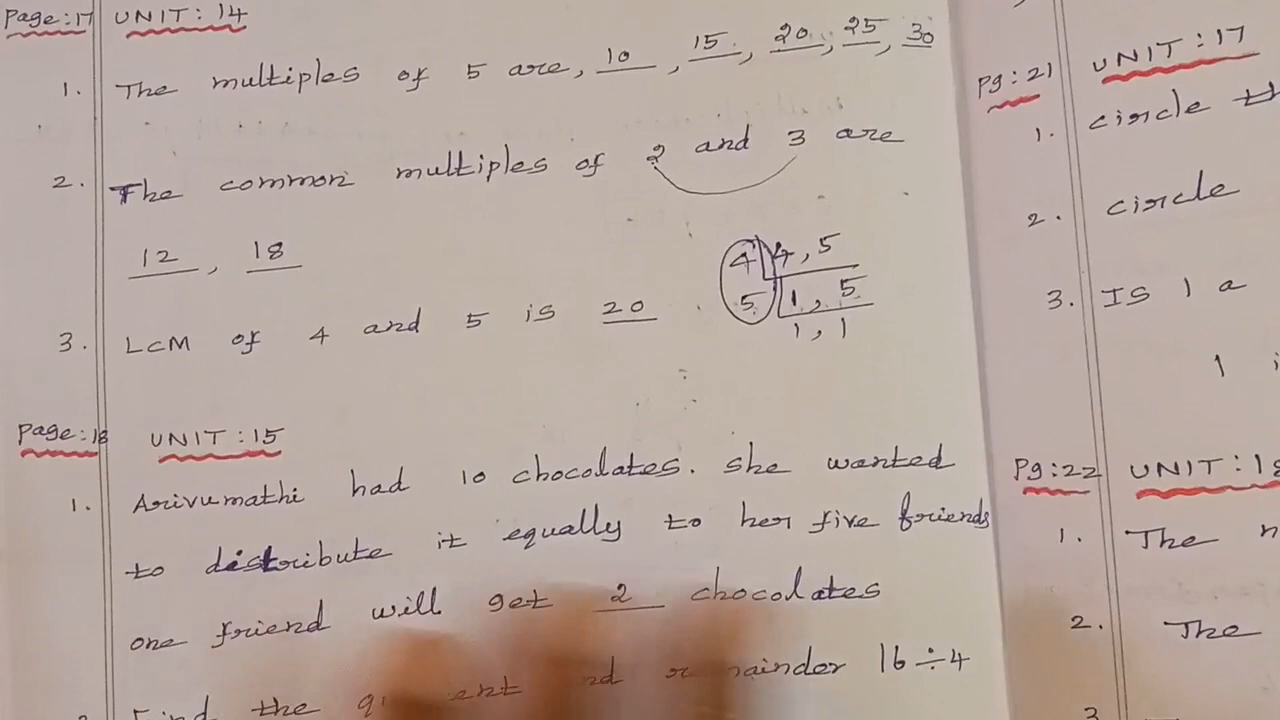 Page:17 UNIT:14
1. The multiples of 5 are, 10, 15, 20, 25, 30
2. The common multiples of 2 and 3 are
12, 18
4 4, 5
5 1, 5
1, 1
3. LCM of 4 and 5 is 20.
Page:18 UNIT:15
1. Arivumathi had 10 chocolates. She wanted
to distribute it equally to her five friends
one friend will get 2 chocolates
Find the 16÷4
Pg:21 UNIT:17
1. circle
2. circle
3. IS 1 a
1
Pg:22 UNIT:18
1. The
2. The
3